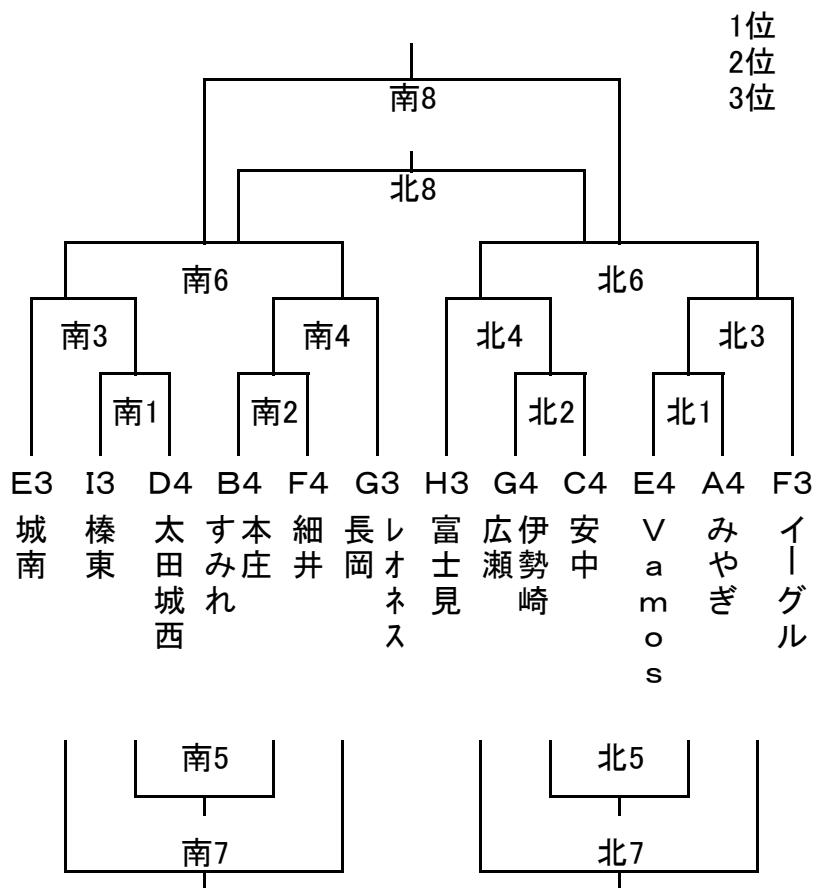 1位
2位
3位
南8
北8
南6 北6
南3 南4 北4 北3
南1 南2 北2 北1
E3 I3 D4 B4 F4 G3 H3 G4 C4 E4 A4 F3
城南
榛東
太田城西
本庄
すみれ
細井
レオネス
長岡
富士見
伊勢崎
広瀬
安中
Vamos
みやぎ
イーグル
南5 北5
南7 北7